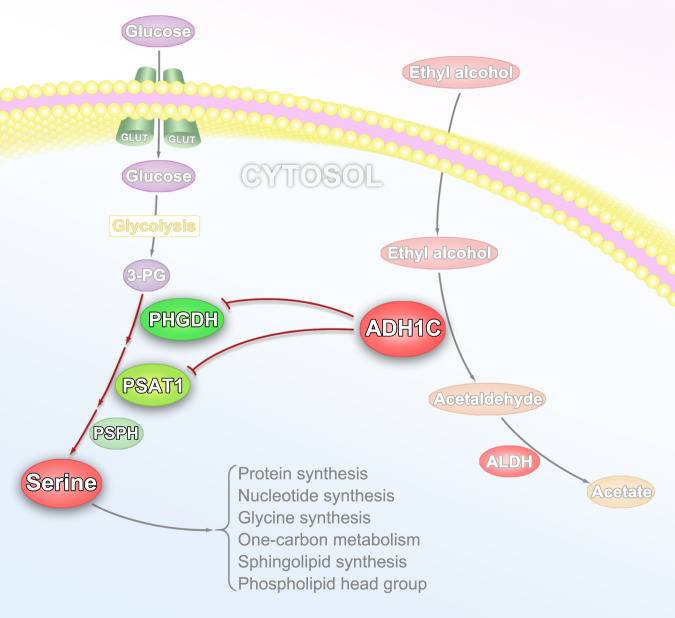 Glucose
Ethyl alcohol
GLUT GLUT
Glucose
CYTOSOL
Glycolysis
Ethyl alcohol
3-PG
PHGDH
ADH1C
PSAT1
Acetaldehyde
PSPH
ALDH
Serine
Acetate
Protein synthesis
Nucleotide synthesis
Glycine synthesis
One-carbon metabolism
Sphingolipid synthesis
Phospholipid head group